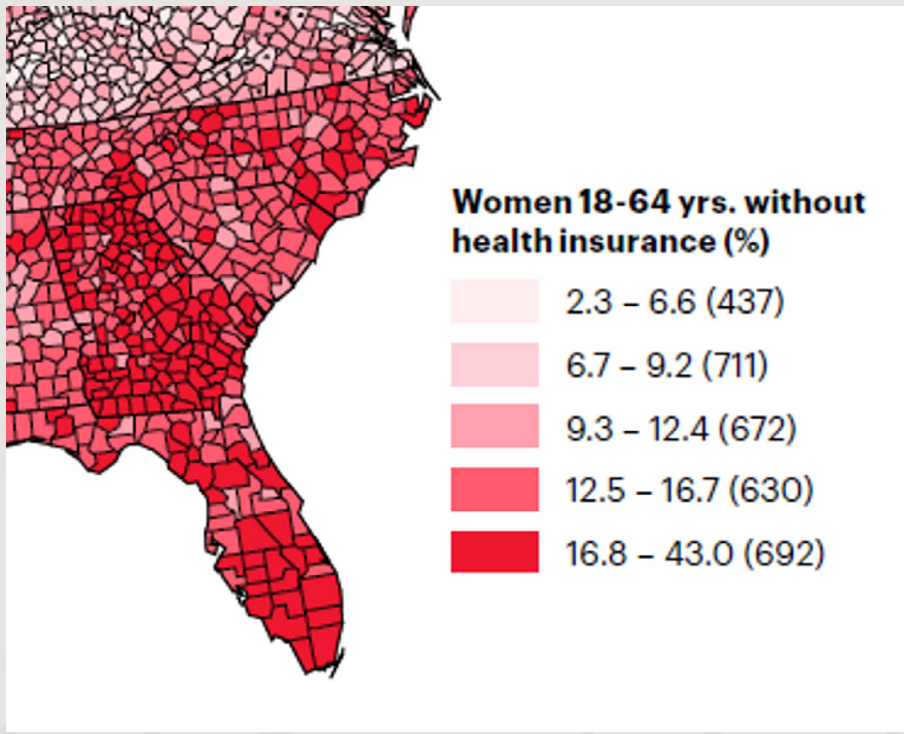 Women 18-64 yrs. without
health insurance (%)
2.3 – 6.6 (437)
6.7 – 9.2 (711)
9.3 – 12.4 (672)
12.5 – 16.7 (630)
16.8 – 43.0 (692)